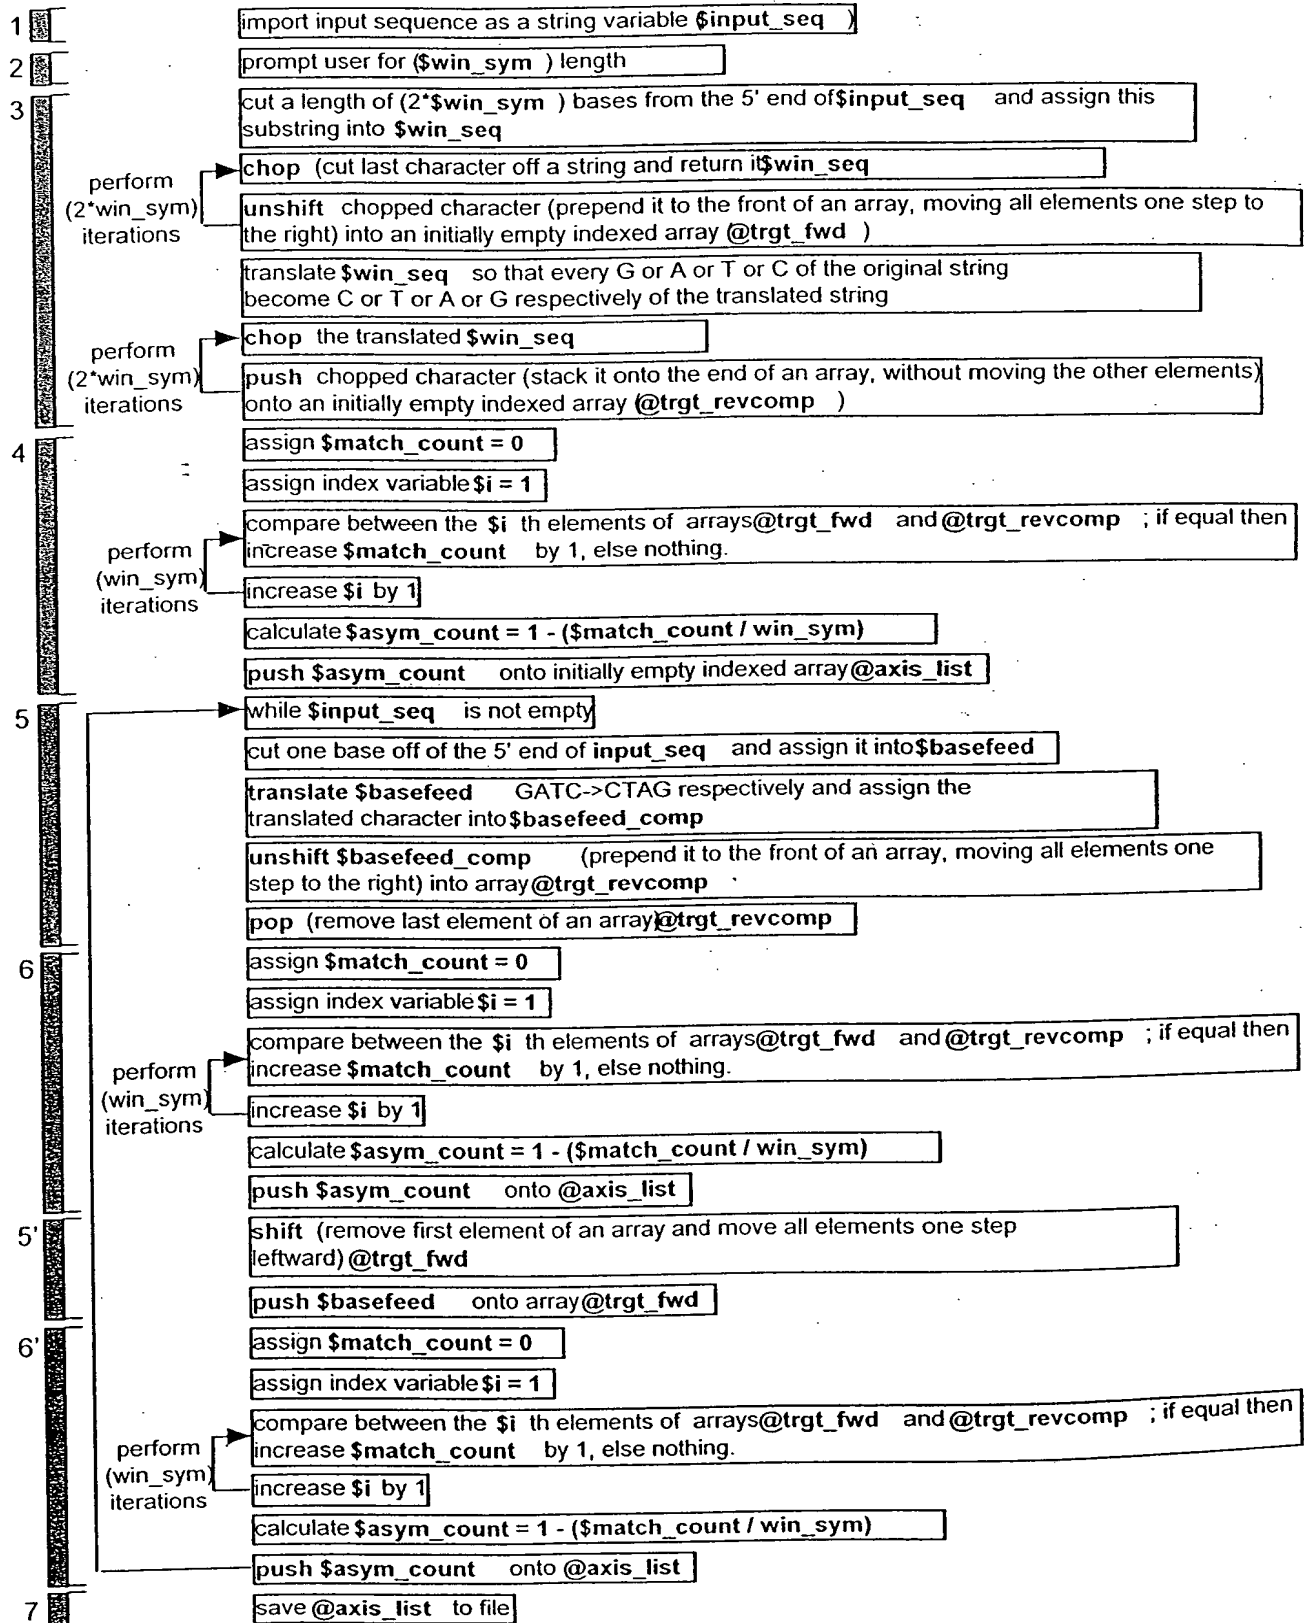 1 import input sequence as a string variable ($input_seq )
2 prompt user for ($win_sym ) length
3 cut a length of (2*$win_sym ) bases from the 5' end of $input_seq and assign this
substring into $win_seq
chop (cut last character off a string and return it $win_seq
perform
(2*win_sym)
iterations
unshift chopped character (prepend it to the front of an array, moving all elements one step to
the right) into an initially empty indexed array (@trgt_fwd )
translate $win_seq so that every G or A or T or C of the original string
become C or T or A or G respectively of the translated string
chop the translated $win_seq
perform
(2*win_sym)
iterations
push chopped character (stack it onto the end of an array, without moving the other elements)
onto an initially empty indexed array (@trgt_revcomp )
4 assign $match_count = 0
assign index variable $i = 1
compare between the $i th elements of arrays @trgt_fwd and @trgt_revcomp ; if equal then
increase $match_count by 1, else nothing.
perform
(win_sym)
iterations
increase $i by 1
calculate $asym_count = 1 - ($match_count / win_sym)
push $asym_count onto initially empty indexed array @axis_list
5 while $input_seq is not empty
cut one base off of the 5' end of input_seq and assign it into $basefeed
translate $basefeed GATC->CTAG respectively and assign the
translated character into $basefeed_comp
unshift $basefeed_comp (prepend it to the front of an array, moving all elements one
step to the right) into array @trgt_revcomp
pop (remove last element of an array) @trgt_revcomp
6 assign $match_count = 0
assign index variable $i = 1
compare between the $i th elements of arrays @trgt_fwd and @trgt_revcomp ; if equal then
increase $match_count by 1, else nothing.
perform
(win_sym)
iterations
increase $i by 1
calculate $asym_count = 1 - ($match_count / win_sym)
push $asym_count onto @axis_list
5' shift (remove first element of an array and move all elements one step
leftward) @trgt_fwd
push $basefeed onto array @trgt_fwd
6' assign $match_count = 0
assign index variable $i = 1
compare between the $i th elements of arrays @trgt_fwd and @trgt_revcomp ; if equal then
increase $match_count by 1, else nothing.
perform
(win_sym)
iterations
increase $i by 1
calculate $asym_count = 1 - ($match_count / win_sym)
push $asym_count onto @axis_list
7 save @axis_list to file